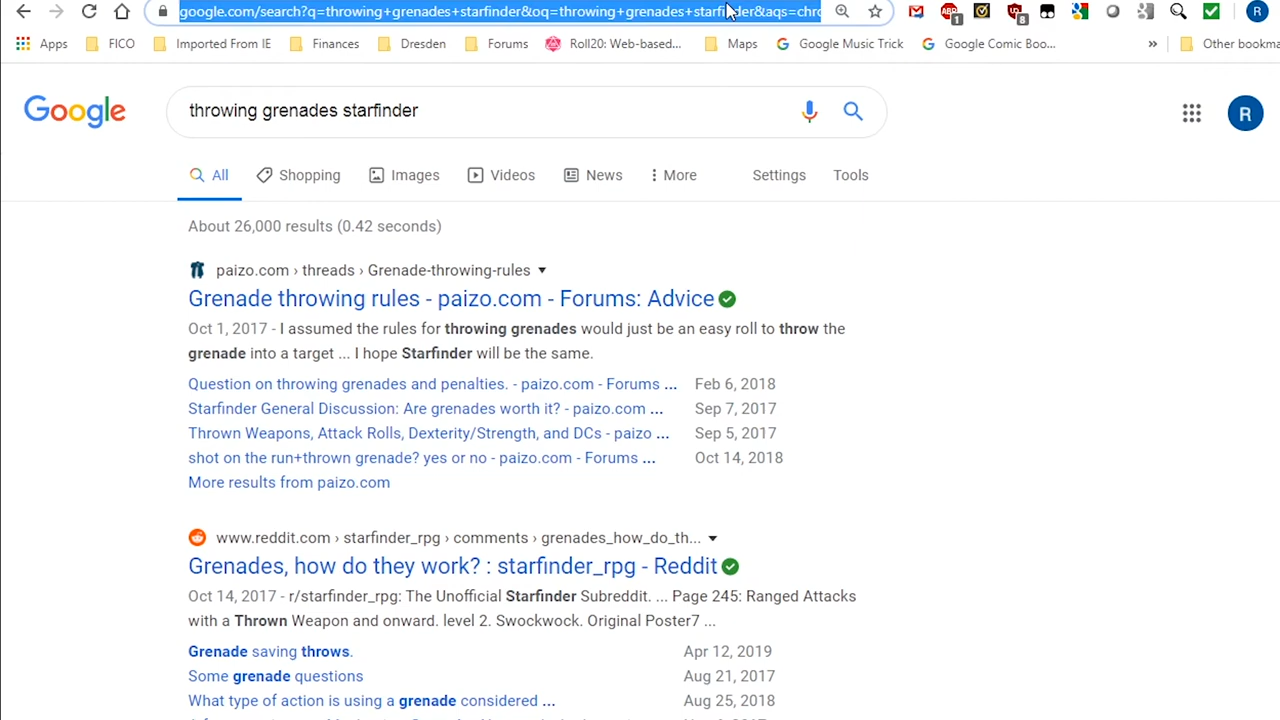 google.com/search?q=throwing+grenades+starfinder&oq=throwing+grenades+starfinder&aqs=chro
1
8
R
Apps FICO Imported From IE Finances Dresden Forums Roll20: Web-based... Maps Google Music Trick Google Comic Boo... » Other bookma
Google
throwing grenades starfinder
R
All Shopping Images Videos News More Settings Tools
About 26,000 results (0.42 seconds)
paizo.com › threads › Grenade-throwing-rules
Grenade throwing rules - paizo.com - Forums: Advice
Oct 1, 2017 - I assumed the rules for throwing grenades would just be an easy roll to throw the
grenade into a target ... I hope Starfinder will be the same.
Question on throwing grenades and penalties. - paizo.com - Forums ... Feb 6, 2018
Starfinder General Discussion: Are grenades worth it? - paizo.com ... Sep 7, 2017
Thrown Weapons, Attack Rolls, Dexterity/Strength, and DCs - paizo ... Sep 5, 2017
shot on the run+thrown grenade? yes or no - paizo.com - Forums ... Oct 14, 2018
More results from paizo.com
www.reddit.com › starfinder_rpg › comments › grenades_how_do_th...
Grenades, how do they work? : starfinder_rpg - Reddit
Oct 14, 2017 - r/starfinder_rpg: The Unofficial Starfinder Subreddit. ... Page 245: Ranged Attacks
with a Thrown Weapon and onward. level 2. Swockwock. Original Poster7 ...
Grenade saving throws. Apr 12, 2019
Some grenade questions Aug 21, 2017
What type of action is using a grenade considered ... Aug 25, 2018